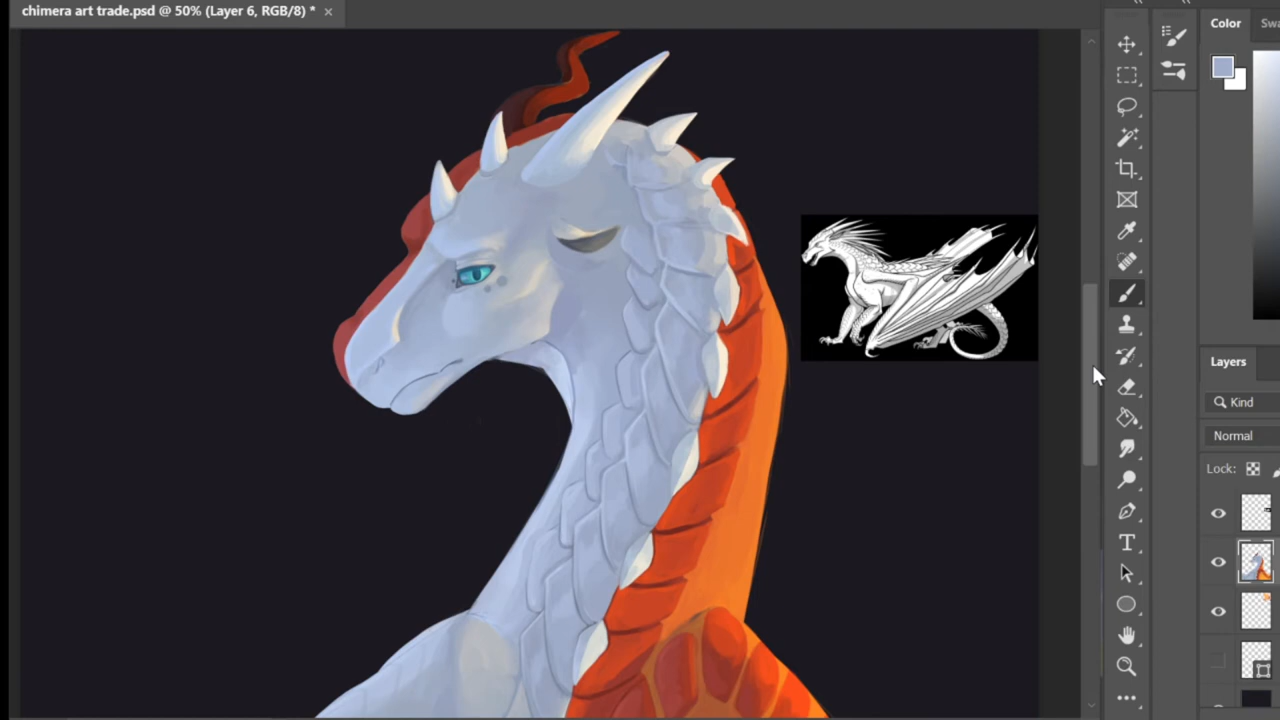 chimera art trade.psd @ 50% (Layer 6, RGB/8) * ×
Color
Layers
Kind
Normal
Lock: